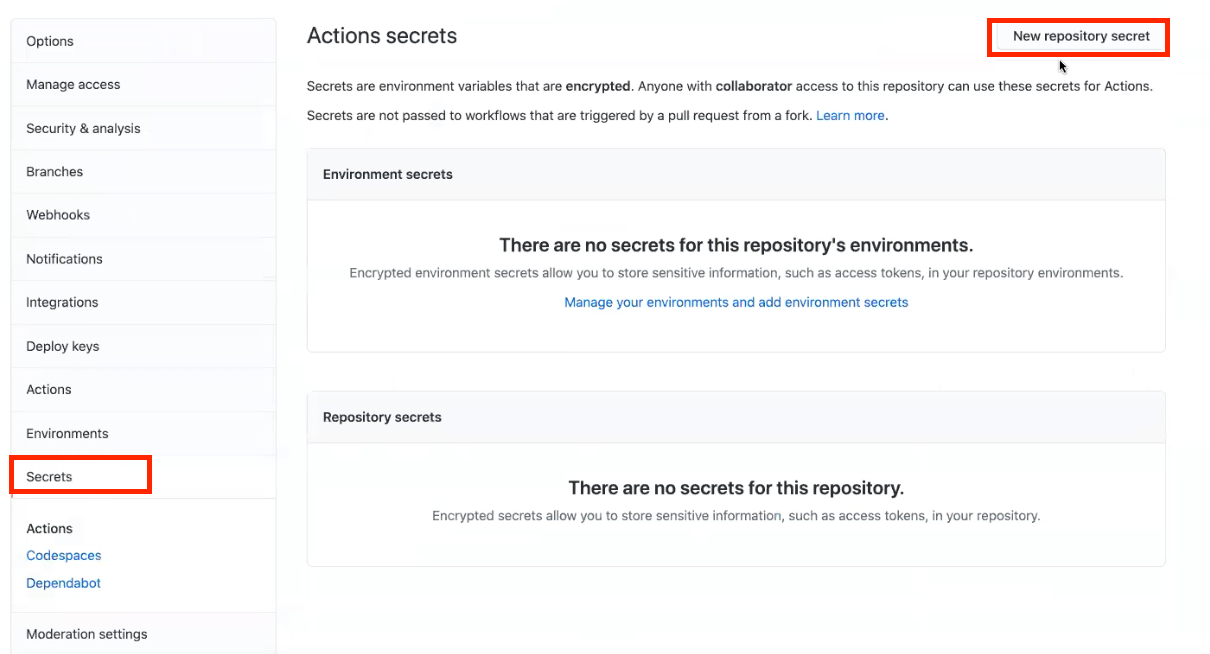 Options
Manage access
Security & analysis
Branches
Webhooks
Notifications
Integrations
Deploy keys
Actions
Environments
Secrets
Actions
Codespaces
Dependabot
Moderation settings
Actions secrets
New repository secret
Secrets are environment variables that are encrypted. Anyone with collaborator access to this repository can use these secrets for Actions.
Secrets are not passed to workflows that are triggered by a pull request from a fork. Learn more.
Environment secrets
There are no secrets for this repository's environments.
Encrypted environment secrets allow you to store sensitive information, such as access tokens, in your repository environments.
Manage your environments and add environment secrets
Repository secrets
There are no secrets for this repository.
Encrypted secrets allow you to store sensitive information, such as access tokens, in your repository.